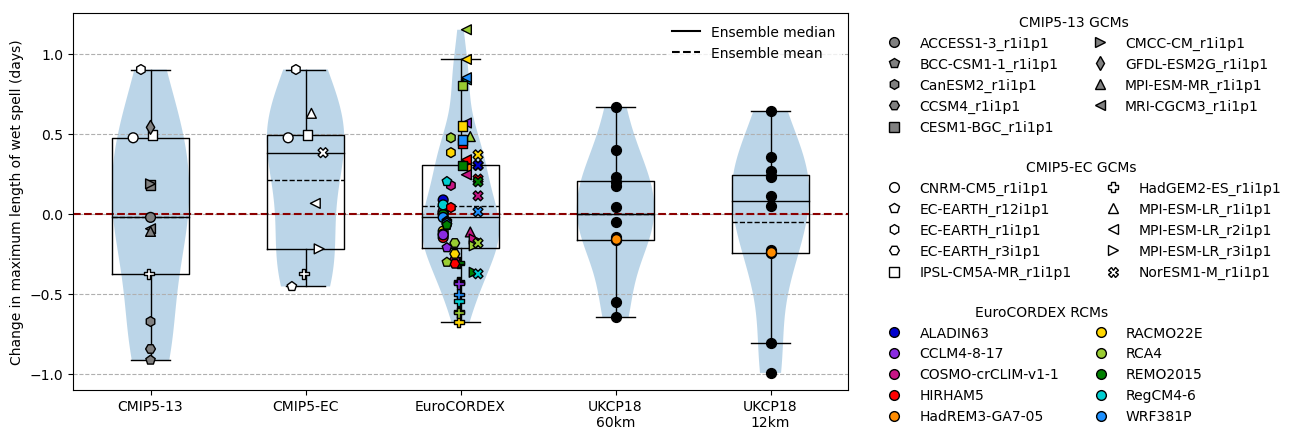 Change in maximum length of wet spell (days)
1.0
0.5
0.0
−0.5
−1.0
Ensemble median
Ensemble mean
CMIP5-13
CMIP5-EC
EuroCORDEX
UKCP18
60km
UKCP18
12km
CMIP5-13 GCMs
ACCESS1-3_r1i1p1
BCC-CSM1-1_r1i1p1
CanESM2_r1i1p1
CCSM4_r1i1p1
CESM1-BGC_r1i1p1
CMCC-CM_r1i1p1
GFDL-ESM2G_r1i1p1
MPI-ESM-MR_r1i1p1
MRI-CGCM3_r1i1p1
CMIP5-EC GCMs
CNRM-CM5_r1i1p1
EC-EARTH_r12i1p1
EC-EARTH_r1i1p1
EC-EARTH_r3i1p1
IPSL-CM5A-MR_r1i1p1
HadGEM2-ES_r1i1p1
MPI-ESM-LR_r1i1p1
MPI-ESM-LR_r2i1p1
MPI-ESM-LR_r3i1p1
NorESM1-M_r1i1p1
EuroCORDEX RCMs
ALADIN63
CCLM4-8-17
COSMO-crCLIM-v1-1
HIRHAM5
HadREM3-GA7-05
RACMO22E
RCA4
REMO2015
RegCM4-6
WRF381P